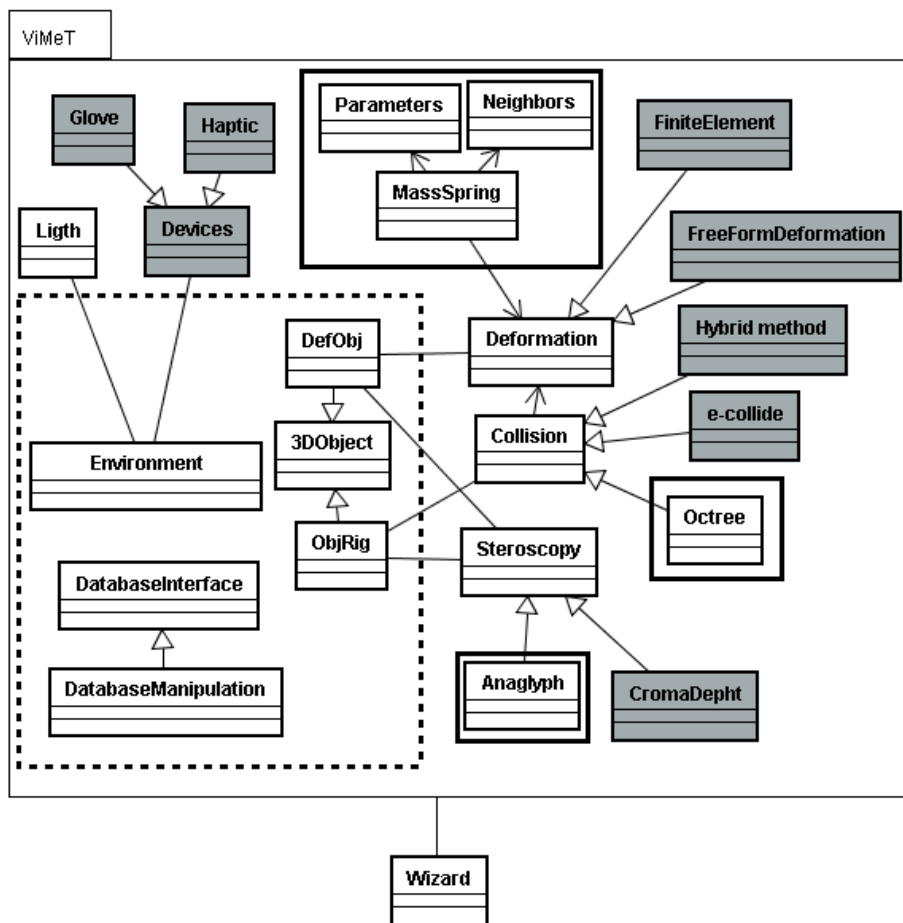 ViMeT
Parameters
Neighbors
Glove
Haptic
FiniteElement
MassSpring
Ligth
Devices
FreeFormDeformation
DefObj
Deformation
Hybrid method
e-collide
3DObject
Collision
Environment
Octree
ObjRig
Steroscopy
DatabaseInterface
DatabaseManipulation
Anaglyph
CromaDepht
Wizard